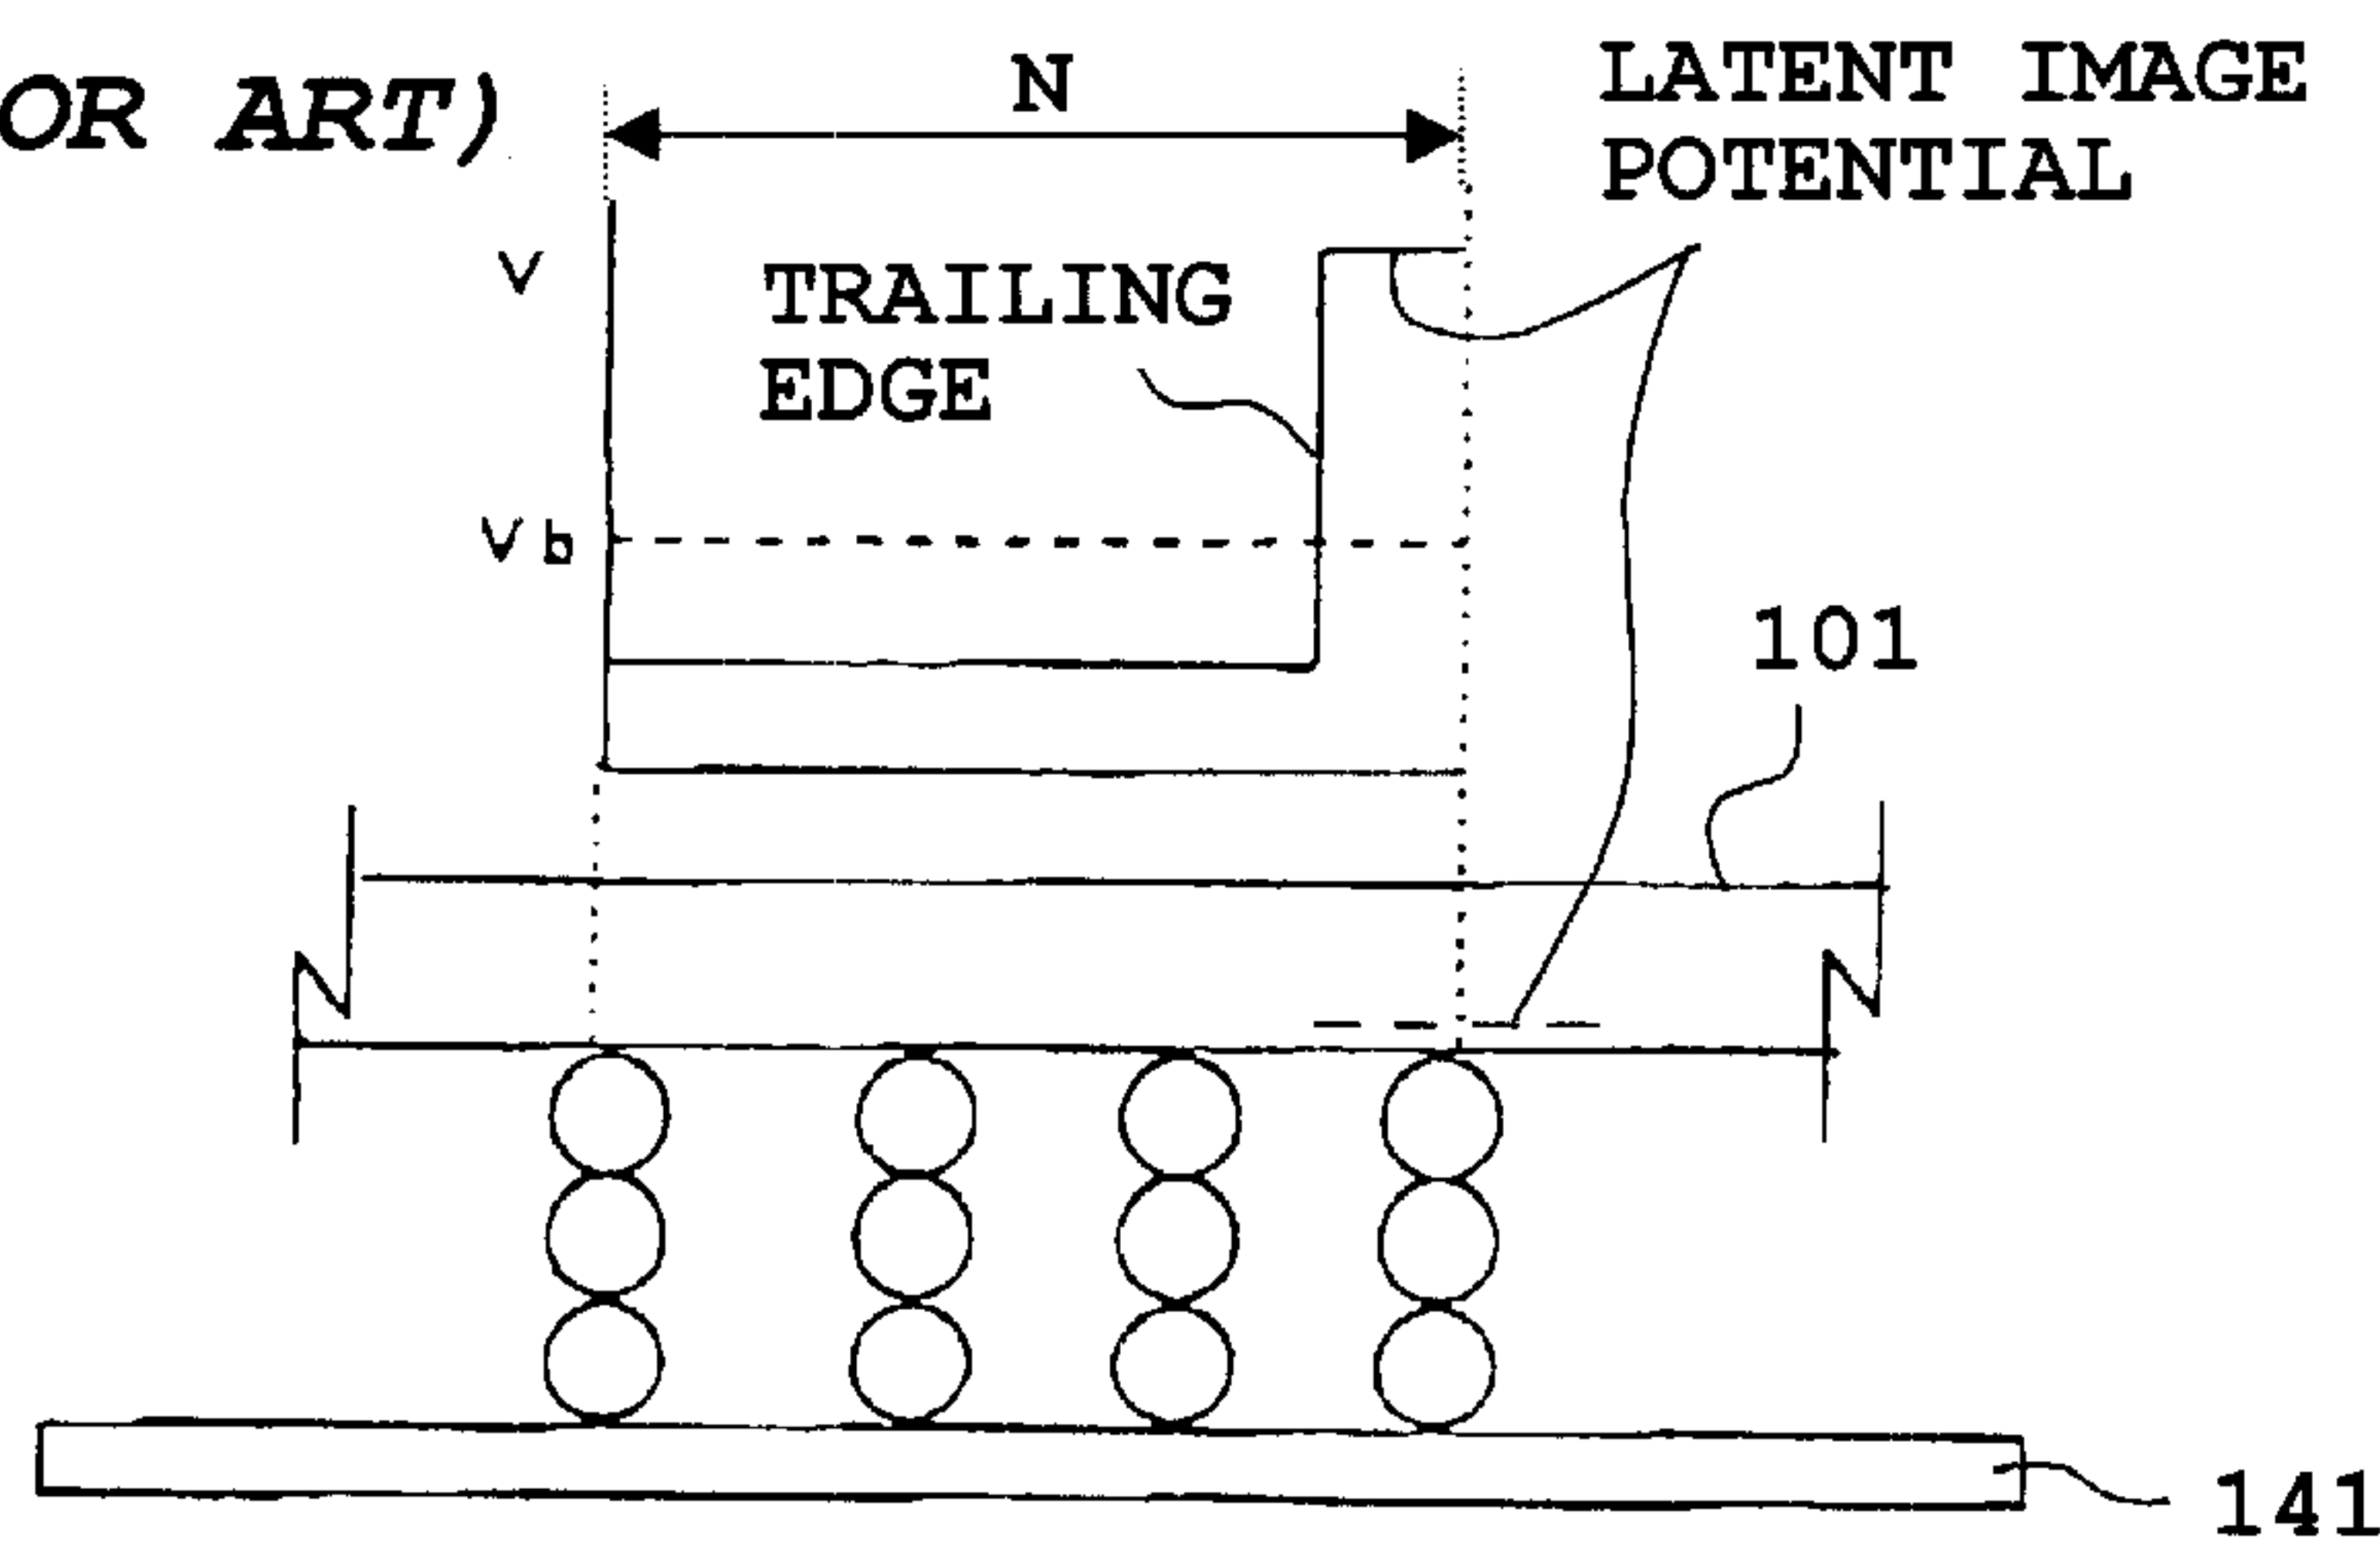 OR ART)
N
LATENT IMAGE
POTENTIAL
V
TRAILING
EDGE
Vb
101
141